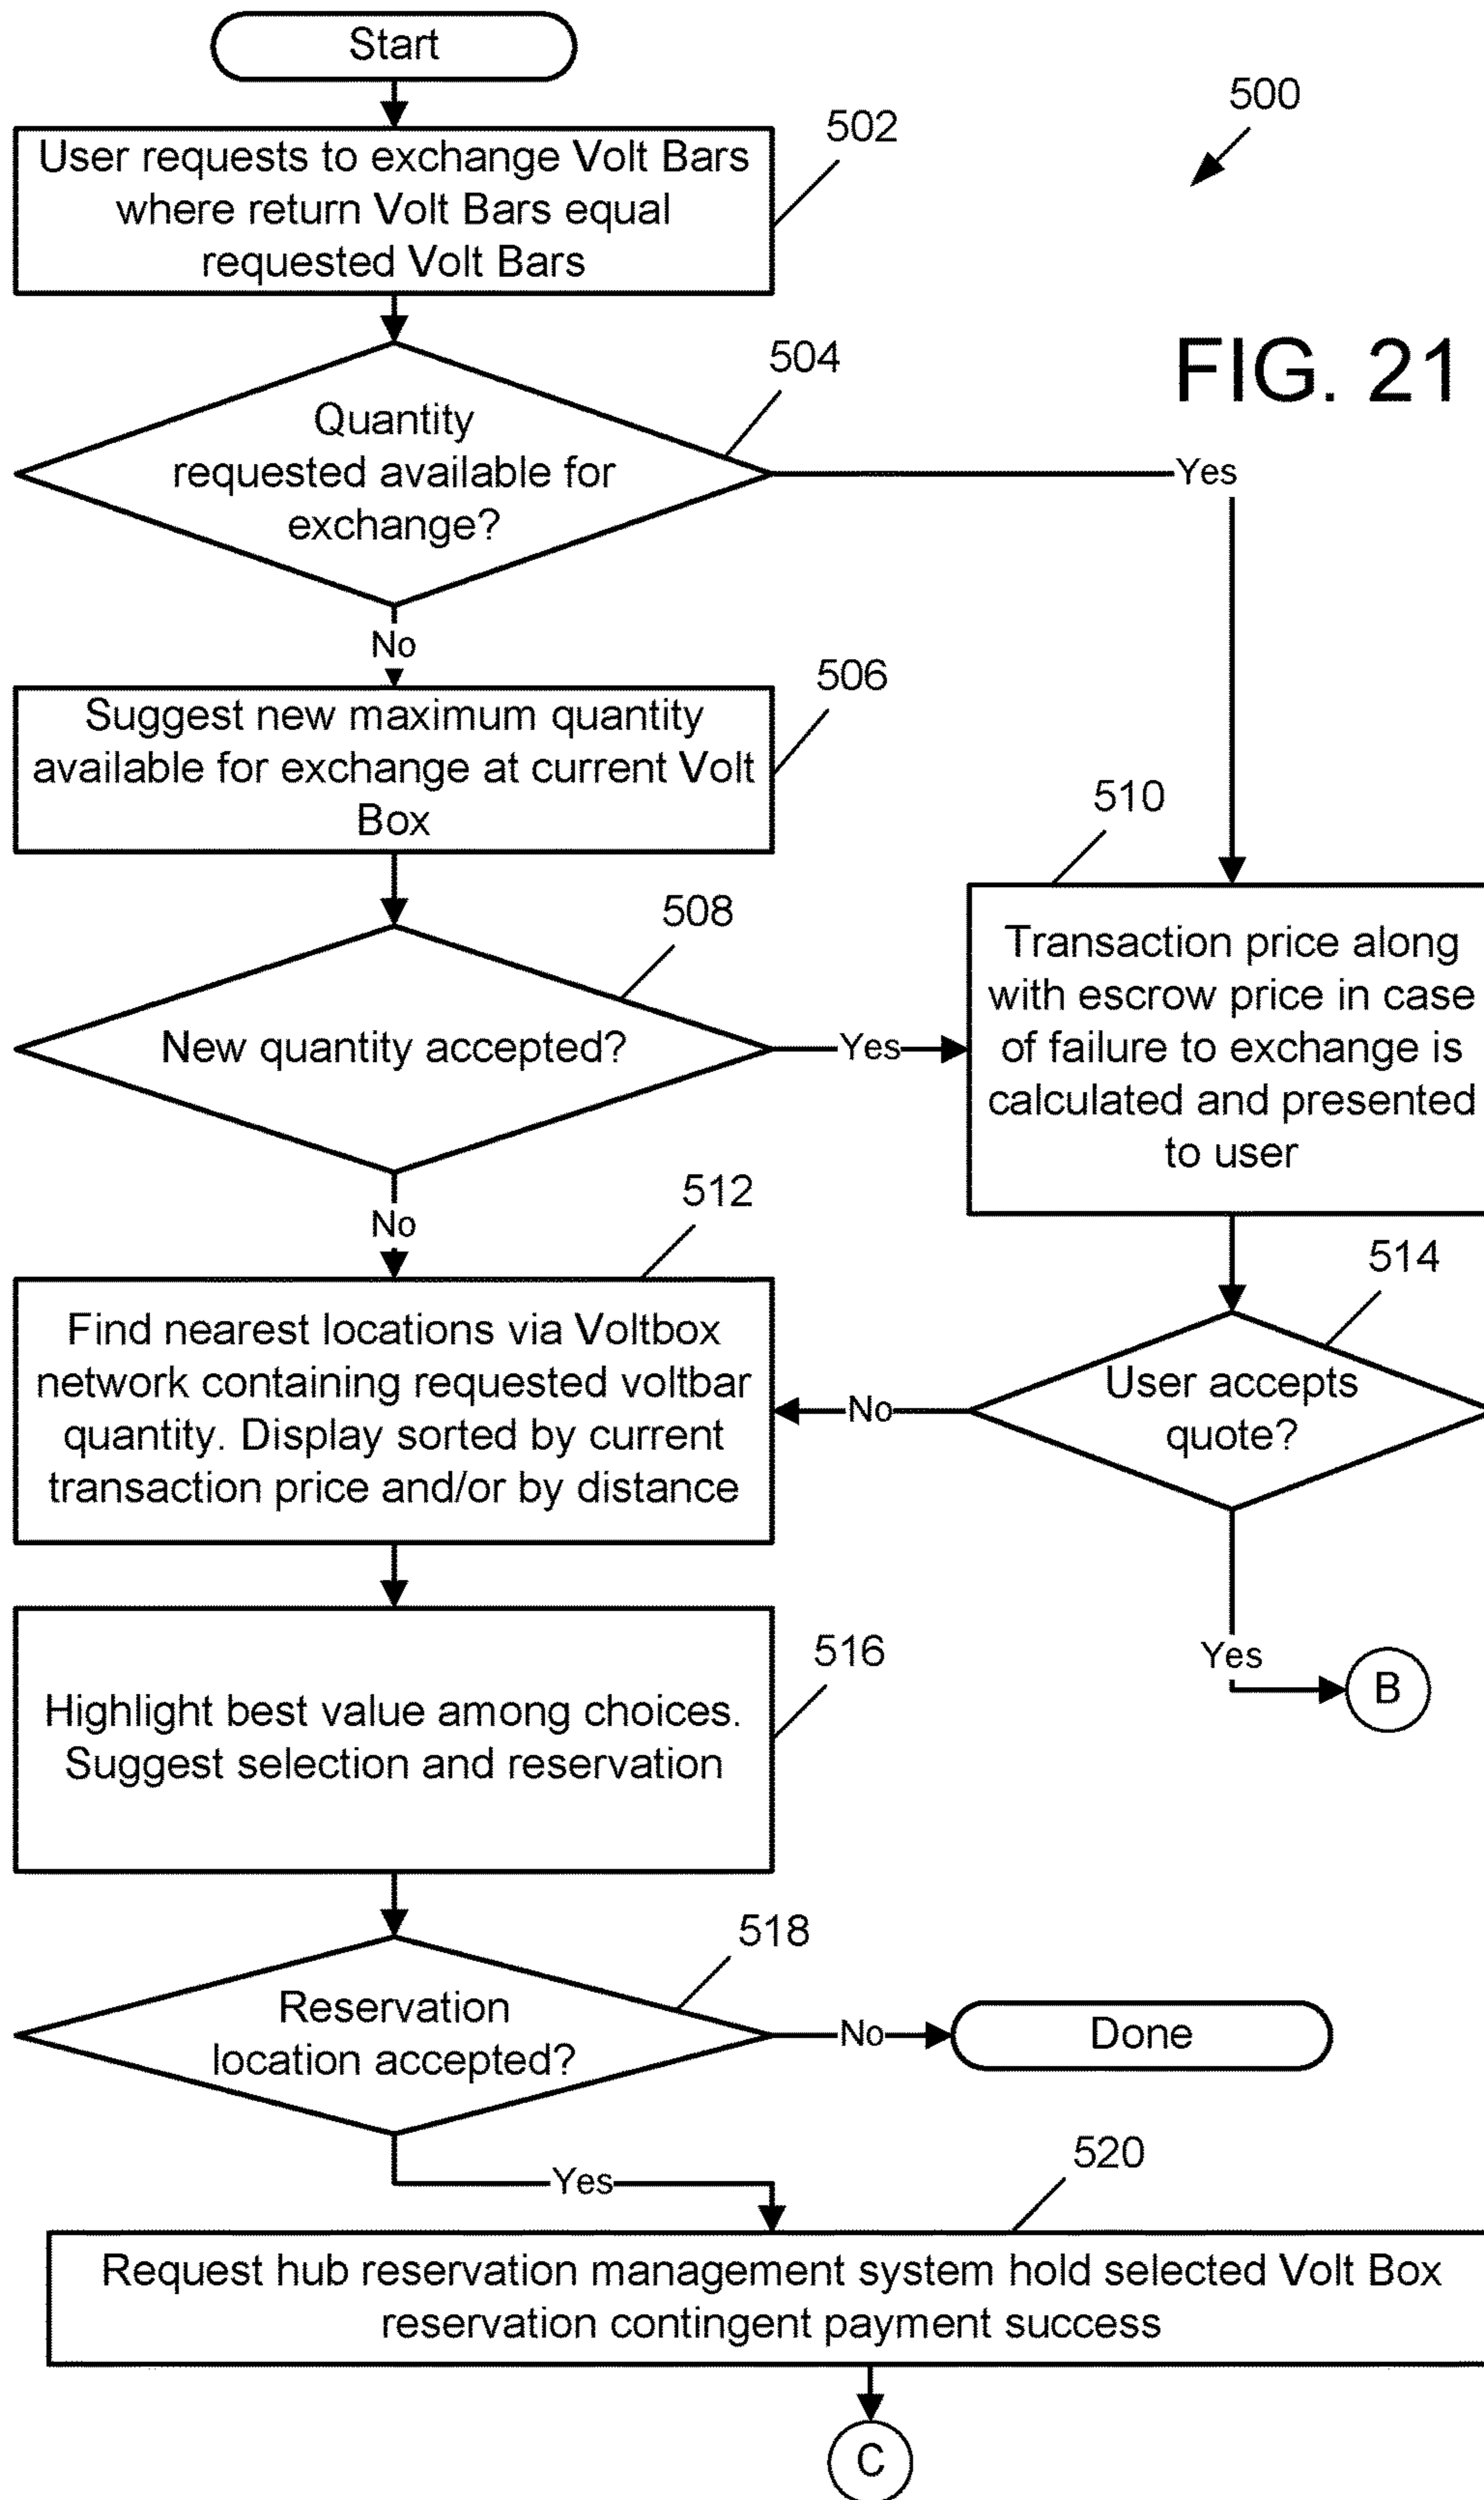 Start
500
502
User requests to exchange Volt Bars
where return Volt Bars equal
requested Volt Bars
FIG. 21
504
Quantity
requested available for
exchange?
Yes
No
506
Suggest new maximum quantity
available for exchange at current Volt
Box
510
Transaction price along
with escrow price in case
of failure to exchange is
calculated and presented
to user
508
New quantity accepted?
Yes
No
512
Find nearest locations via Voltbox
network containing requested voltbar
quantity. Display sorted by current
transaction price and/or by distance
514
User accepts
quote?
No
Yes
B
516
Highlight best value among choices.
Suggest selection and reservation
518
Reservation
location accepted?
No
Done
Yes
520
Request hub reservation management system hold selected Volt Box
reservation contingent payment success
C